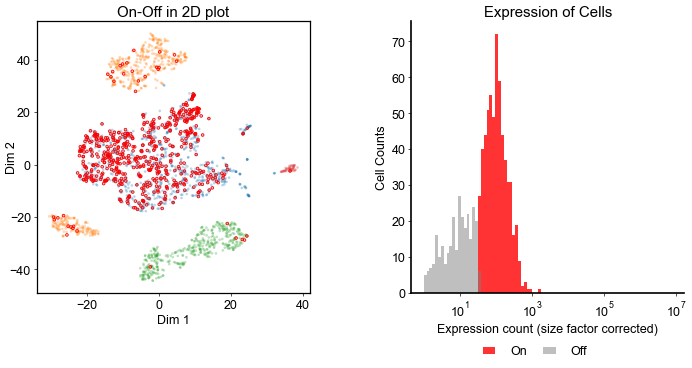 On-Off in 2D plot
Dim 2
40
20
0
−20
−40
−20
0
20
40
Dim 1
Expression of Cells
Cell Counts
70
60
50
40
30
20
10
0
10^1
10^3
10^5
10^7
Expression count (size factor corrected)
On
Off